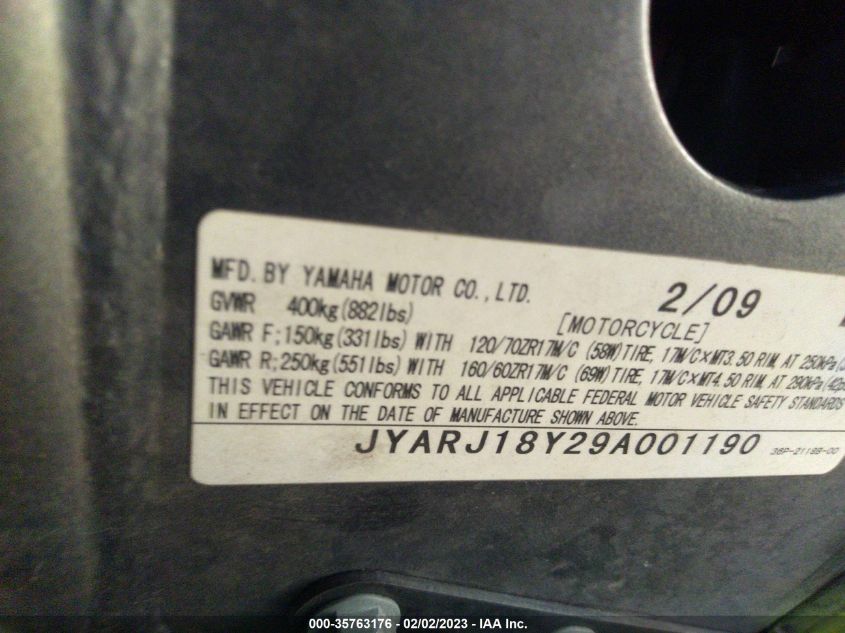 MFD. BY YAMAHA MOTOR CO., LTD. 2/09
GVWR 400kg (882lbs) [MOTORCYCLE]
GAWR F;150kg (331lbs) WITH 120/70ZR17M/C (58W) TIRE, 17M/C×MT3.50 RIM, AT 250kPa
GAWR R;250kg (551lbs) WITH 160/60ZR17M/C (69W) TIRE, 17M/C×MT4.50 RIM, AT 290kPa (42
THIS VEHICLE CONFORMS TO ALL APPLICABLE FEDERAL MOTOR VEHICLE SAFETY STANDARDS
IN EFFECT ON THE DATE OF MANUFACTURE SHOWN ABOVE.
JYARJ18Y29A001190
000-35763176 - 02/02/2023 - IAA Inc.